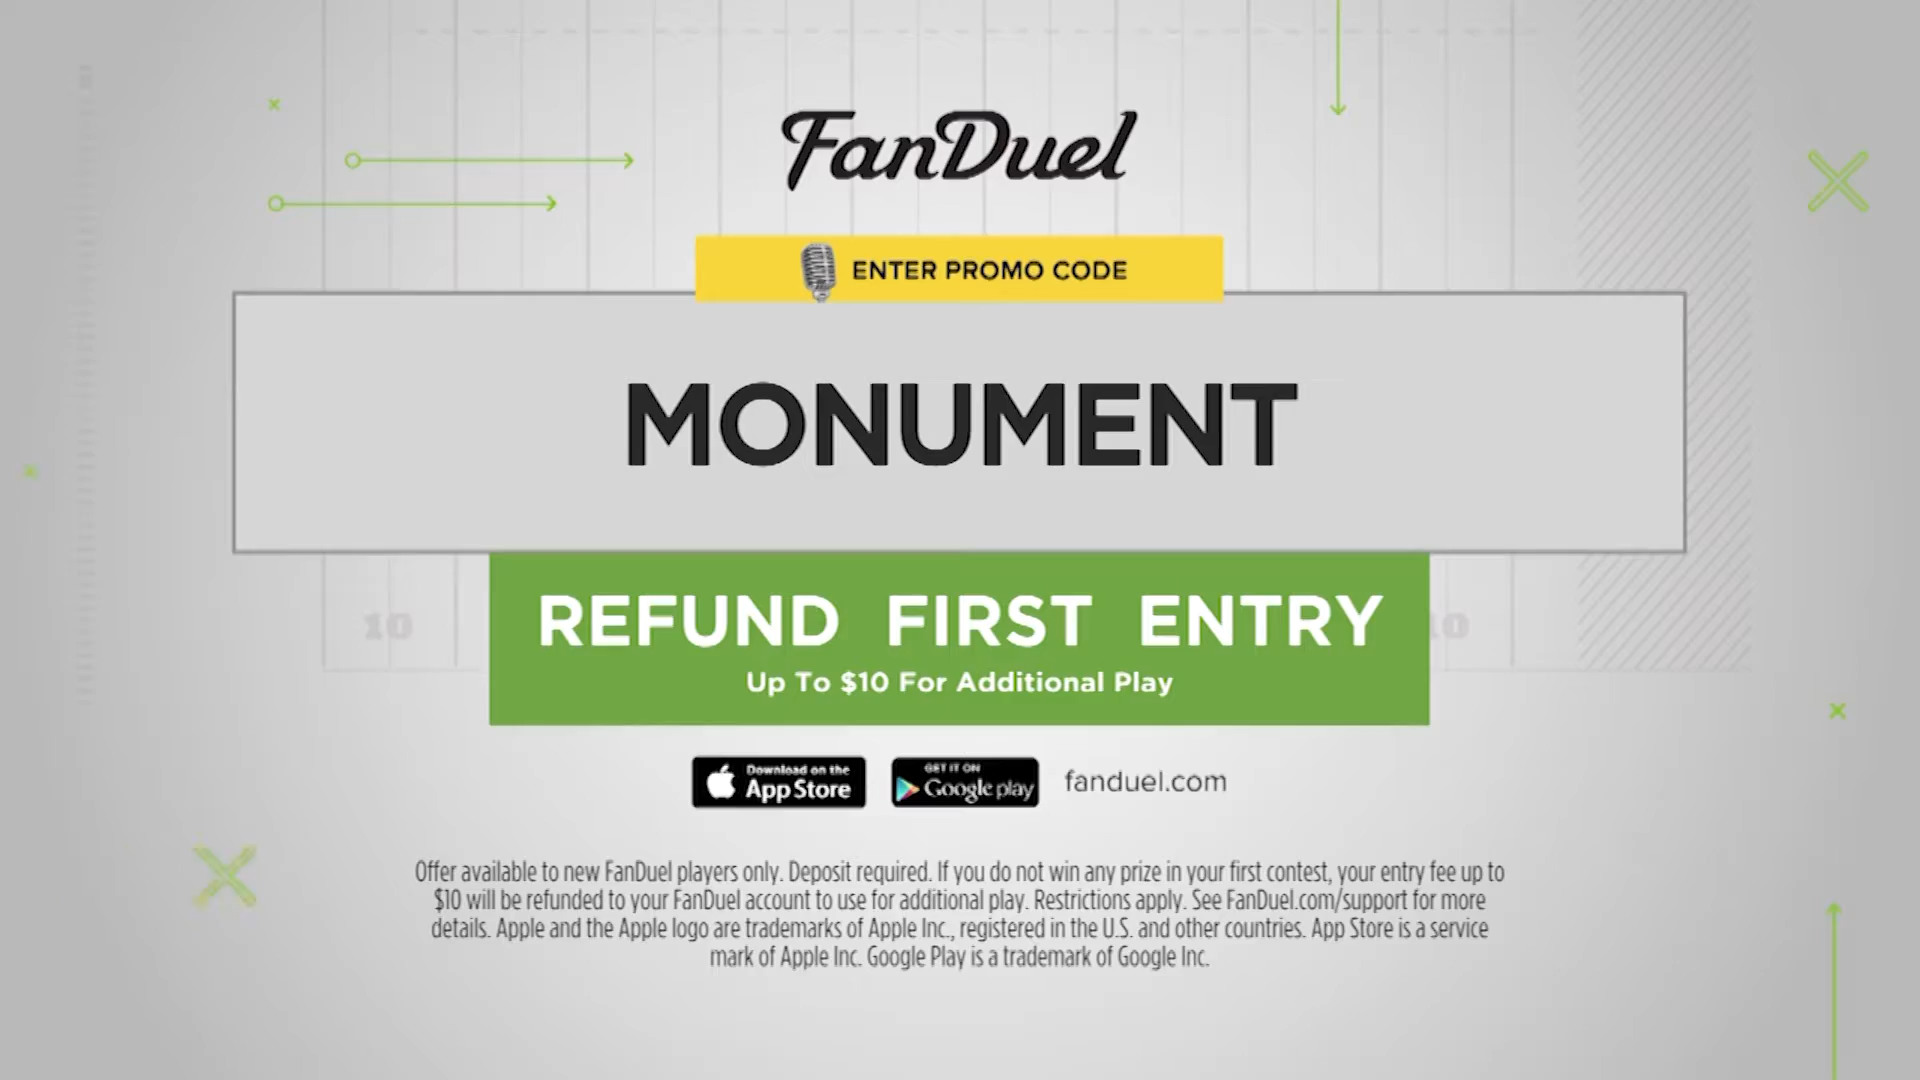 FanDuel
ENTER PROMO CODE
MONUMENT
REFUND FIRST ENTRY
Up To $10 For Additional Play
Download on the
App Store
GET IT ON
Google play
fanduel.com
10
10
Offer available to new FanDuel players only. Deposit required. If you do not win any prize in your first contest, your entry fee up to
$10 will be refunded to your FanDuel account to use for additional play. Restrictions apply. See FanDuel.com/support for more
details. Apple and the Apple logo are trademarks of Apple Inc., registered in the U.S. and other countries. App Store is a service
mark of Apple Inc. Google Play is a trademark of Google Inc.